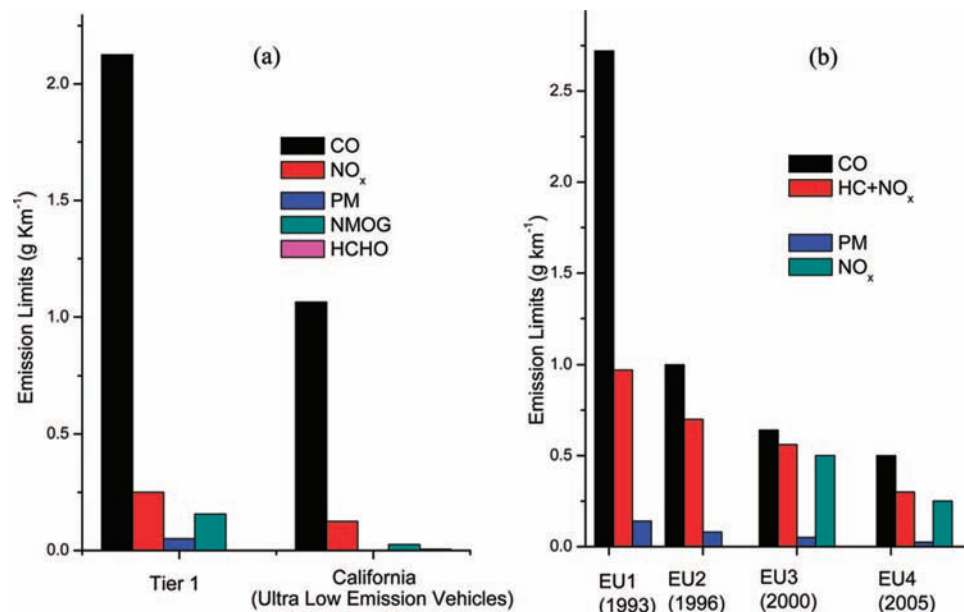 (a)
2.0
1.5
1.0
0.5
0.0
Emission Limits (g Km⁻¹)
CO
NOₓ
PM
NMOG
HCHO
Tier 1
California
(Ultra Low Emission Vehicles)
(b)
2.5
2.0
1.5
1.0
0.5
0.0
Emission Limits (g km⁻¹)
CO
HC+NOₓ
PM
NOₓ
EU1 EU2 EU3 EU4
(1993) (1996) (2000) (2005)